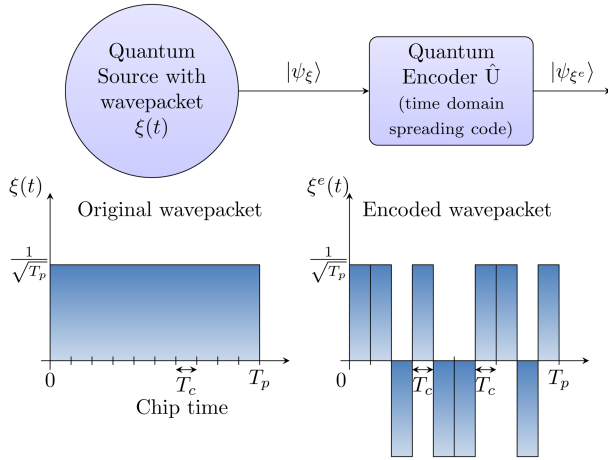 Quantum
Source with
wavepacket
ξ(t)
|ψ_ξ⟩
Quantum
Encoder Û
(time domain
spreading code)
|ψ_{ξ^e}⟩
ξ(t)
Original wavepacket
1/√T_p
0
T_c
T_p
Chip time
ξ^e(t)
Encoded wavepacket
1/√T_p
0
T_c
T_c
T_p